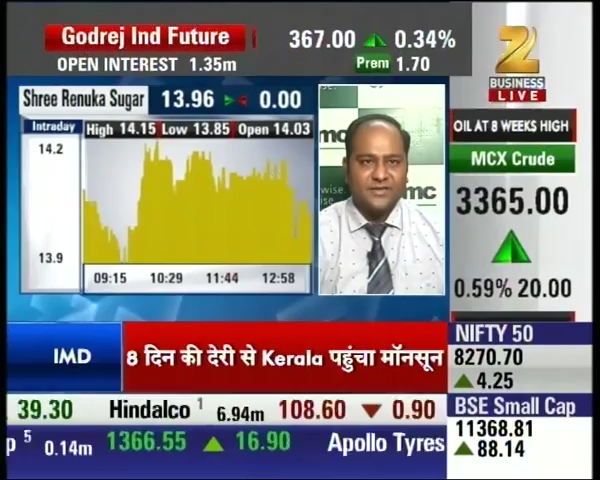 Godrej Ind Future
367.00 0.34%
OPEN INTEREST 1.35m
Prem 1.70
Z
BUSINESS
LIVE
Shree Renuka Sugar 13.96 0.00
Intraday High 14.15 Low 13.85 Open 14.03
14.2
13.9
09:15 10:29 11:44 12:58
mc
wise.
mc
OIL AT 8 WEEKS HIGH
MCX Crude
3365.00
0.59% 20.00
IMD
8 दिन की देरी से Kerala पहुंचा मॉनसून
NIFTY 50
8270.70
4.25
39.30 Hindalco 1 6.94m 108.60 0.90
BSE Small Cap
11368.81
88.14
p 5 0.14m 1366.55 16.90 Apollo Tyres